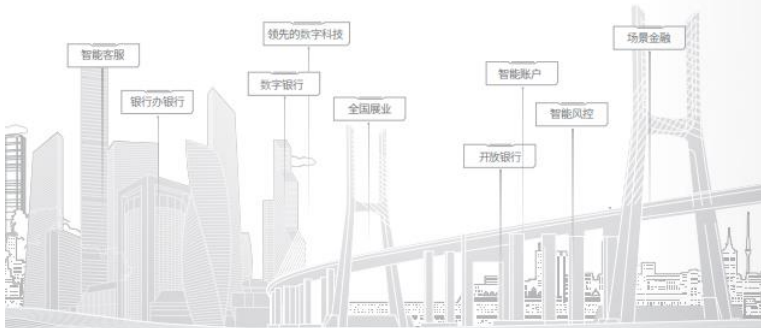 领先的数字科技
场景金融
智能客服
智能账户
数字银行
银行办银行
全国展业
智能风控
开放银行